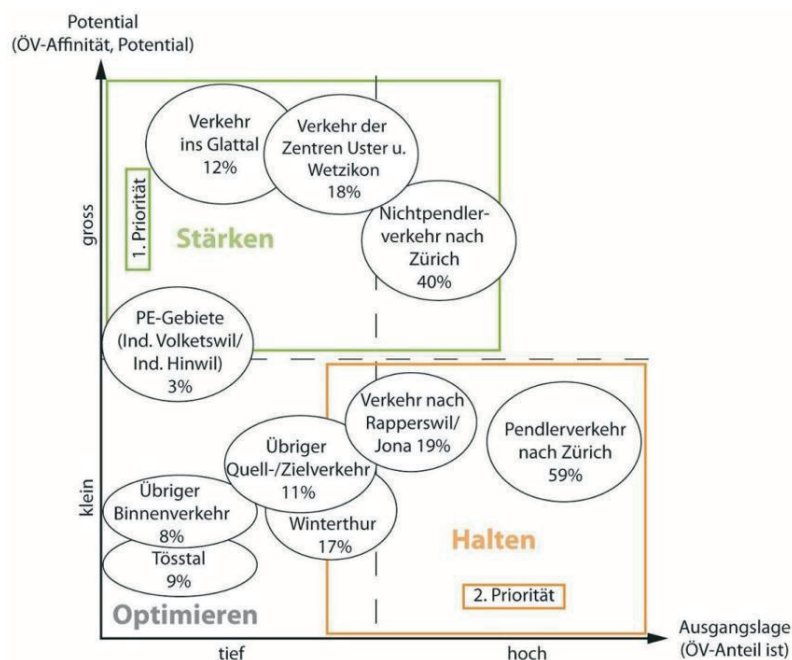 Potential
(ÖV-Affinität, Potential)
Verkehr
ins Glattal
12%
Verkehr der
Zentren Uster u.
Wetzikon
18%
Nichtpendler-
verkehr nach
Zürich
40%
gross
1. Priorität
Stärken
PE-Gebiete
(Ind. Volketswil/
Ind. Hinwil)
3%
Verkehr nach
Rapperswil/
Jona 19%
Pendlerverkehr
nach Zürich
59%
Übriger
Quell-/Zielverkehr
11%
klein
Übriger
Binnenverkehr
8%
Winterthur
17%
Tösstal
9%
Halten
2. Priorität
Optimieren
tief
hoch
Ausgangslage
(ÖV-Anteil ist)